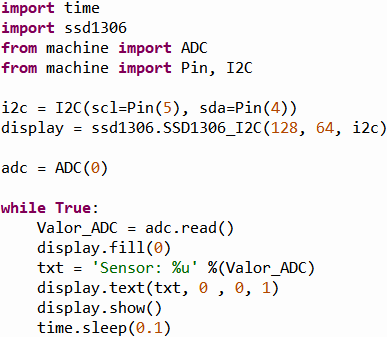 import time
import ssd1306
from machine import ADC
from machine import Pin, I2C
i2c = I2C(scl=Pin(5), sda=Pin(4))
display = ssd1306.SSD1306_I2C(128, 64, i2c)
adc = ADC(0)
while True:
    Valor_ADC = adc.read()
    display.fill(0)
    txt = 'Sensor: %u' %(Valor_ADC)
    display.text(txt, 0 , 0, 1)
    display.show()
    time.sleep(0.1)